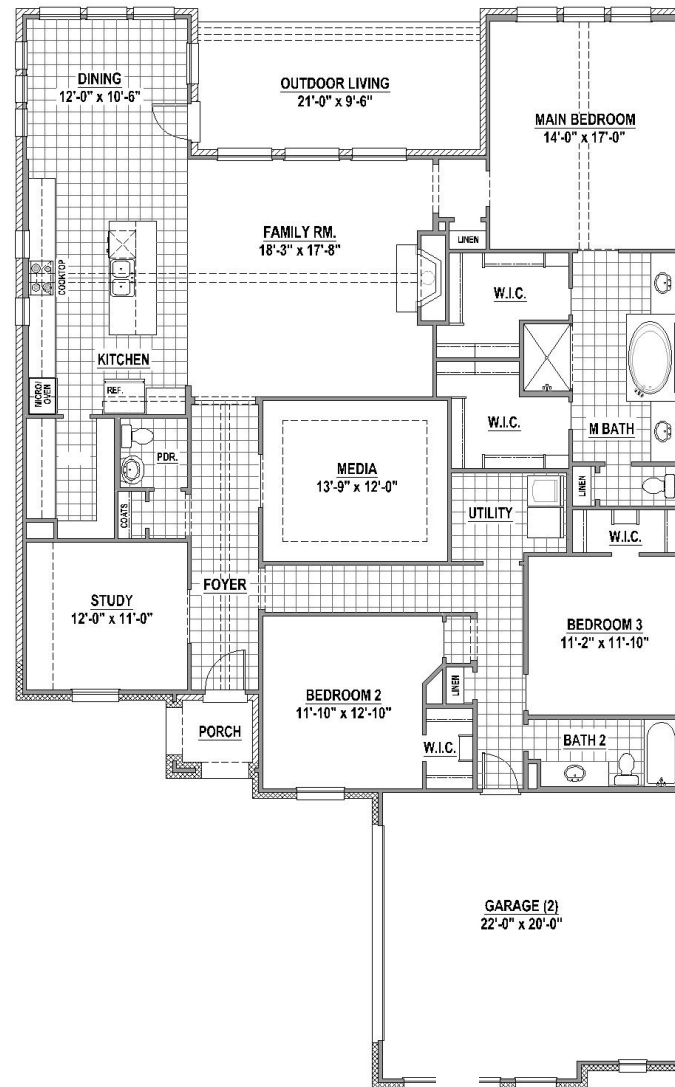 DINING
12'-0" x 10'-6"
OUTDOOR LIVING
21'-0" x 9'-6"
MAIN BEDROOM
14'-0" x 17'-0"
FAMILY RM.
18'-3" x 17'-8"
LINEN
COOKTOP
W.I.C.
KITCHEN
MICRO/
OVEN
REF.
W.I.C.
M BATH
PDR.
MEDIA
13'-9" x 12'-0"
LINEN
COATS
UTILITY
W.I.C.
FOYER
STUDY
12'-0" x 11'-0"
BEDROOM 3
11'-2" x 11'-10"
LINEN
BEDROOM 2
11'-10" x 12'-10"
PORCH
W.I.C.
BATH 2
GARAGE (2)
22'-0" x 20'-0"